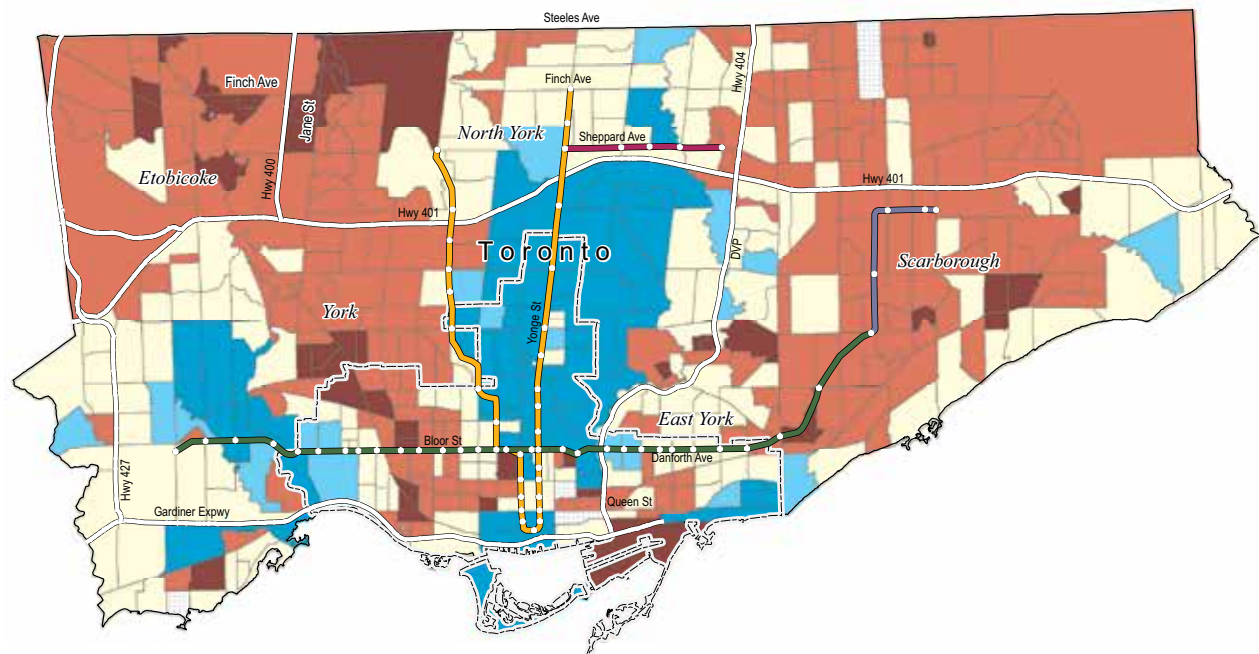 Steeles Ave
Finch Ave
Finch Ave
Jane St
Hwy 404
North York
Sheppard Ave
Etobicoke
Hwy 400
Hwy 401
Hwy 401
Toronto
DVP
Scarborough
York
Yonge St
East York
Bloor St
Danforth Ave
Hwy 427
Gardiner Expwy
Queen St